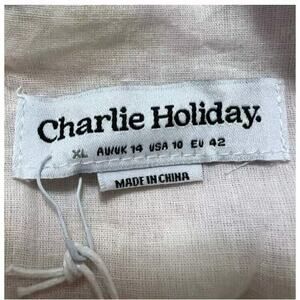 Charlie Holiday.
XL AU/UK 14 USA 10 EU 42
MADE IN CHINA